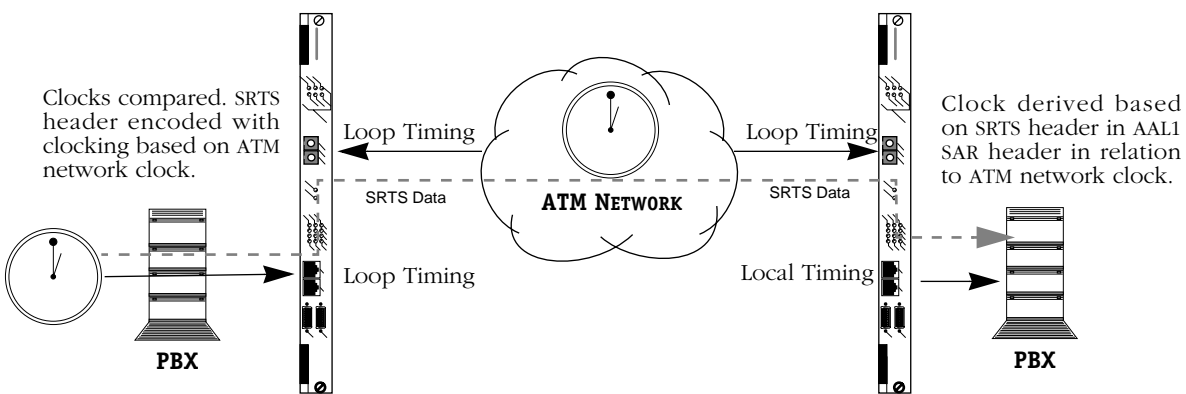 Clocks compared. SRTS
header encoded with
clocking based on ATM
network clock.
Loop Timing
Loop Timing
Clock derived based
on SRTS header in AAL1
SAR header in relation
to ATM network clock.
SRTS Data
ATM NETWORK
SRTS Data
Loop Timing
Local Timing
PBX
PBX